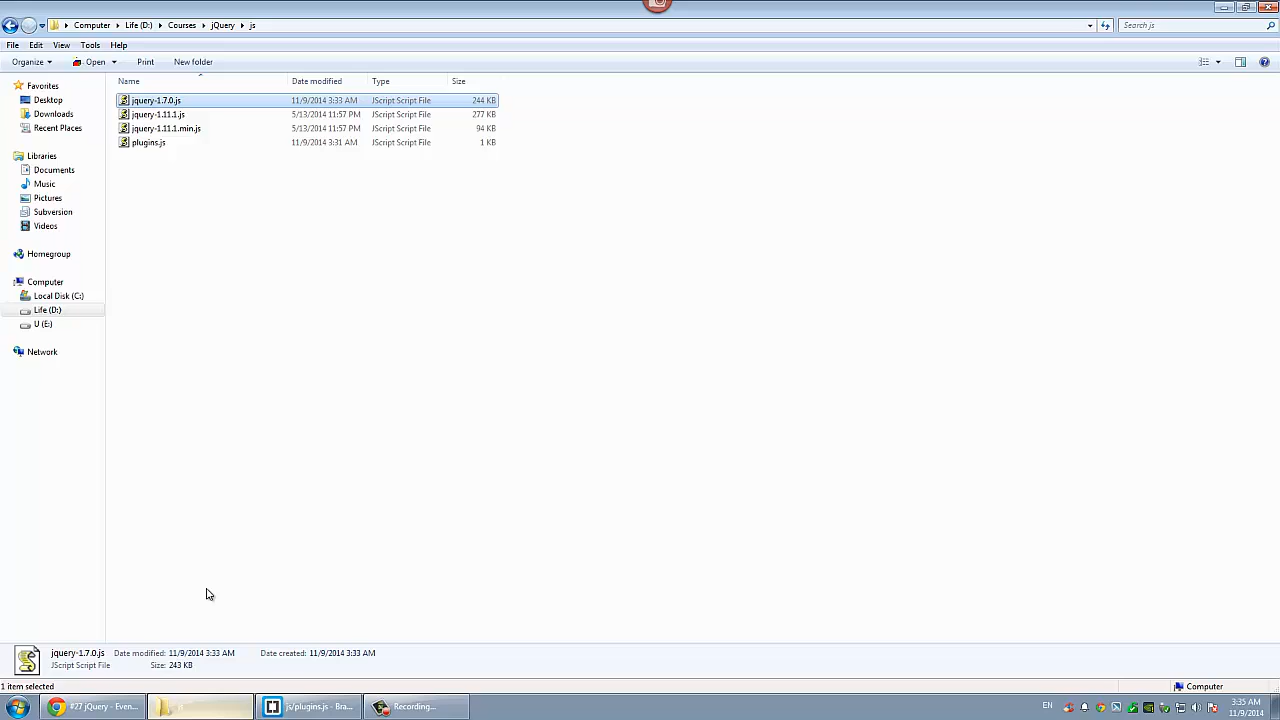 Computer Life (D:) Courses jQuery js Search js
File Edit View Tools Help
Organize Open Print New folder
Name Date modified Type Size
Favorites
Desktop
Downloads
Recent Places
Libraries
Documents
Music
Pictures
Subversion
Videos
Homegroup
Computer
Local Disk (C:)
Life (D:)
U (E:)
Network
jquery-1.7.0.js 11/9/2014 3:33 AM JScript Script File 244 KB
jquery-1.11.1.js 5/13/2014 11:57 PM JScript Script File 277 KB
jquery-1.11.1.min.js 5/13/2014 11:57 PM JScript Script File 94 KB
plugins.js 11/9/2014 3:31 AM JScript Script File 1 KB
jquery-1.7.0.js Date modified: 11/9/2014 3:33 AM Date created: 11/9/2014 3:33 AM
JScript Script File Size: 243 KB
1 item selected Computer
#27 jQuery - Even... js/plugins.js - Bra... Recording... EN 3:35 AM
11/9/2014